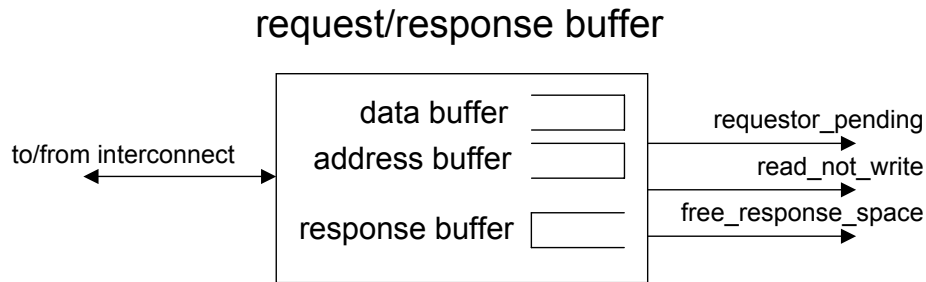 request/response buffer
data buffer
requestor_pending
to/from interconnect
address buffer
read_not_write
free_response_space
response buffer